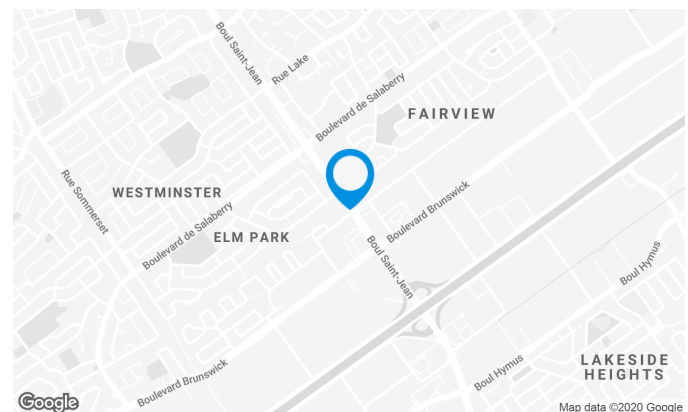 Boul Saint-Jean
Rue Lake
Boulevard de Salaberry
FAIRVIEW
Rue Sommerset
WESTMINSTER
Boulevard de Salaberry
ELM PARK
Boulevard Brunswick
Boul Saint-Jean
Boul Hymus
Boulevard Brunswick
Boul Hymus
LAKESIDE
HEIGHTS
Google
Map data ©2020 Google